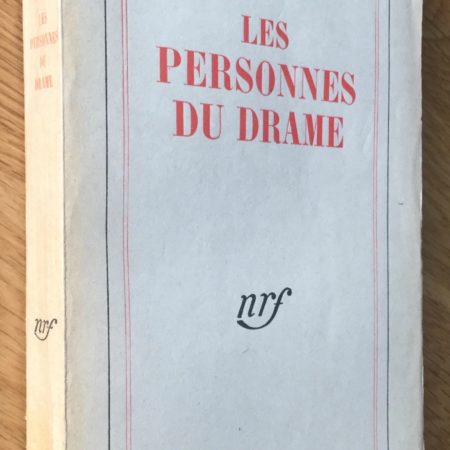 LES
PERSONNES
DU
DRAME
nrf
LES
PERSONNES
DU DRAME
nrf